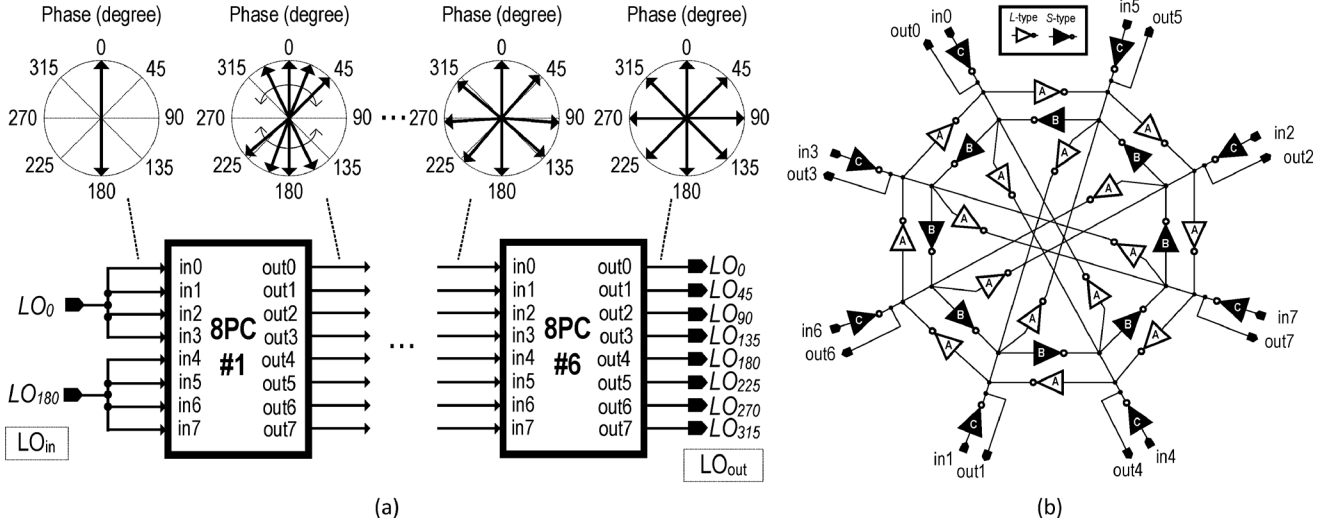 Phase (degree)
0
315
45
270
90
225
135
180
Phase (degree)
0
315
45
270
90
225
135
180
...
Phase (degree)
0
315
45
270
90
225
135
180
Phase (degree)
0
315
45
270
90
225
135
180
LO0
LO180
LOin
in0
in1
in2
in3
in4
in5
in6
in7
8PC
#1
out0
out1
out2
out3
out4
out5
out6
out7
...
in0
in1
in2
in3
in4
in5
in6
in7
8PC
#6
out0
out1
out2
out3
out4
out5
out6
out7
LO0
LO45
LO90
LO135
LO180
LO225
LO270
LO315
LOout
(a)
L-type S-type
in0
out0
C
in5
out5
C
in2
out2
C
in7
out7
C
in4
out4
C
in1
out1
C
in6
out6
C
in3
out3
C
A
A
A
A
A
A
A
A
B
B
B
B
B
B
B
B
A
A
A
A
A
A
A
A
(b)